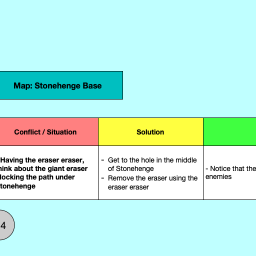 Map: Stonehenge Base
Conflict / Situation
Solution
Having the eraser eraser,
think about the giant eraser
blocking the path under
Stonehenge
- Get to the hole in the middle
of Stonehenge
- Remove the eraser using the
eraser eraser
- Notice that the
enemies
4